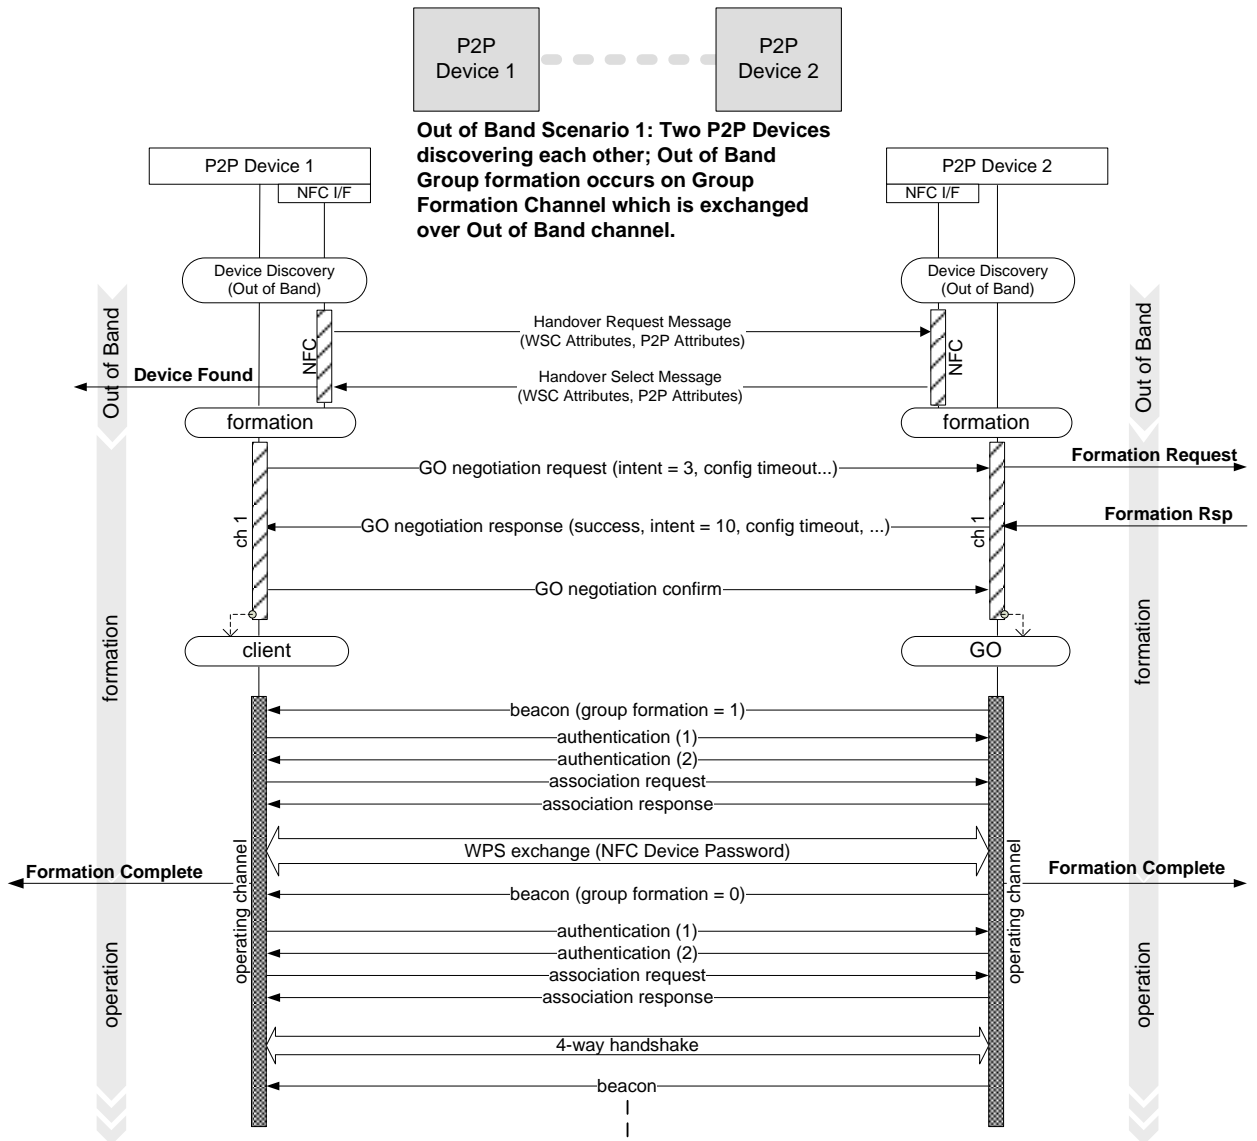 P2P
Device 1
P2P
Device 2
Out of Band Scenario 1: Two P2P Devices
discovering each other; Out of Band
Group formation occurs on Group
Formation Channel which is exchanged
over Out of Band channel.
P2P Device 1
NFC I/F
P2P Device 2
NFC I/F
Device Discovery
(Out of Band)
Device Discovery
(Out of Band)
Out of Band
NFC
Handover Request Message
(WSC Attributes, P2P Attributes)
NFC
Out of Band
Device Found
Handover Select Message
(WSC Attributes, P2P Attributes)
formation
formation
GO negotiation request (intent = 3, config timeout...)
Formation Request
ch 1
GO negotiation response (success, intent = 10, config timeout, ...)
ch 1
Formation Rsp
GO negotiation confirm
formation
client
GO
formation
beacon (group formation = 1)
authentication (1)
authentication (2)
association request
association response
WPS exchange (NFC Device Password)
Formation Complete
Formation Complete
operating channel
operating channel
beacon (group formation = 0)
authentication (1)
authentication (2)
association request
association response
operation
operation
4-way handshake
beacon